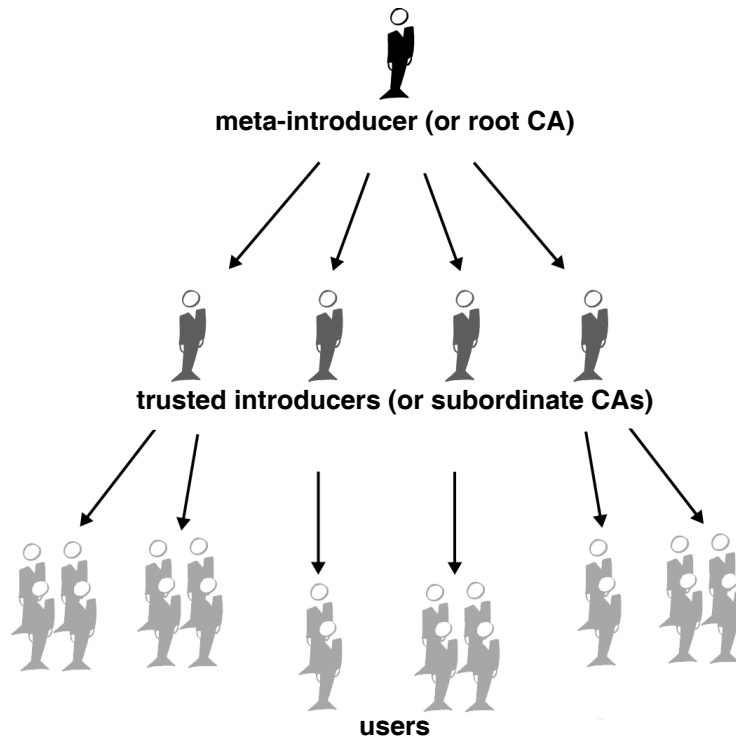 meta-introducer (or root CA)
trusted introducers (or subordinate CAs)
users